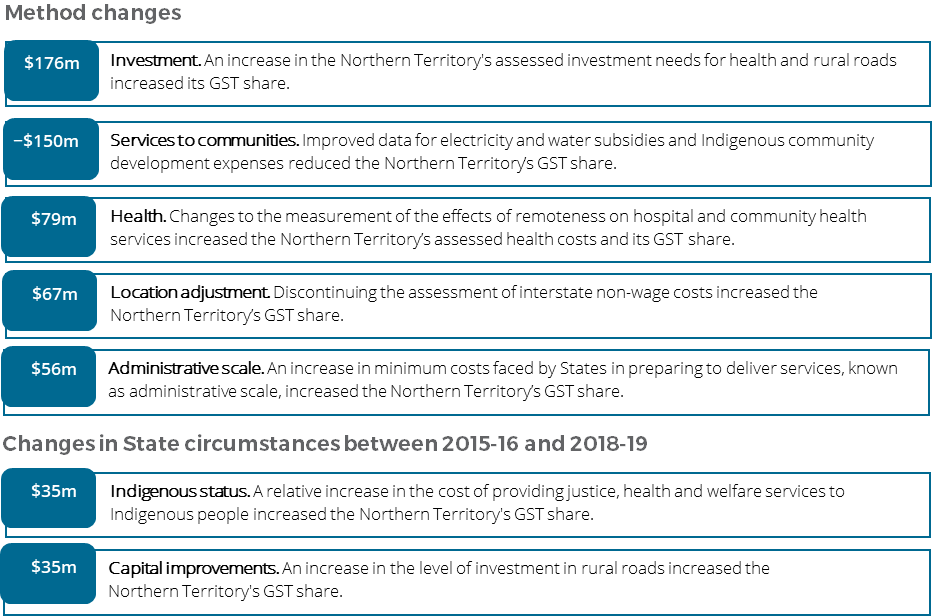 Method changes
$176m
Investment. An increase in the Northern Territory's assessed investment needs for health and rural roads
increased its GST share.
−$150m
Services to communities. Improved data for electricity and water subsidies and Indigenous community
development expenses reduced the Northern Territory’s GST share.
$79m
Health. Changes to the measurement of the effects of remoteness on hospital and community health
services increased the Northern Territory’s assessed health costs and its GST share.
$67m
Location adjustment. Discontinuing the assessment of interstate non-wage costs increased the
Northern Territory’s GST share.
$56m
Administrative scale. An increase in minimum costs faced by States in preparing to deliver services, known
as administrative scale, increased the Northern Territory’s GST share.
Changes in State circumstances between 2015-16 and 2018-19
$35m
Indigenous status. A relative increase in the cost of providing justice, health and welfare services to
Indigenous people increased the Northern Territory's GST share.
$35m
Capital improvements. An increase in the level of investment in rural roads increased the
Northern Territory's GST share.